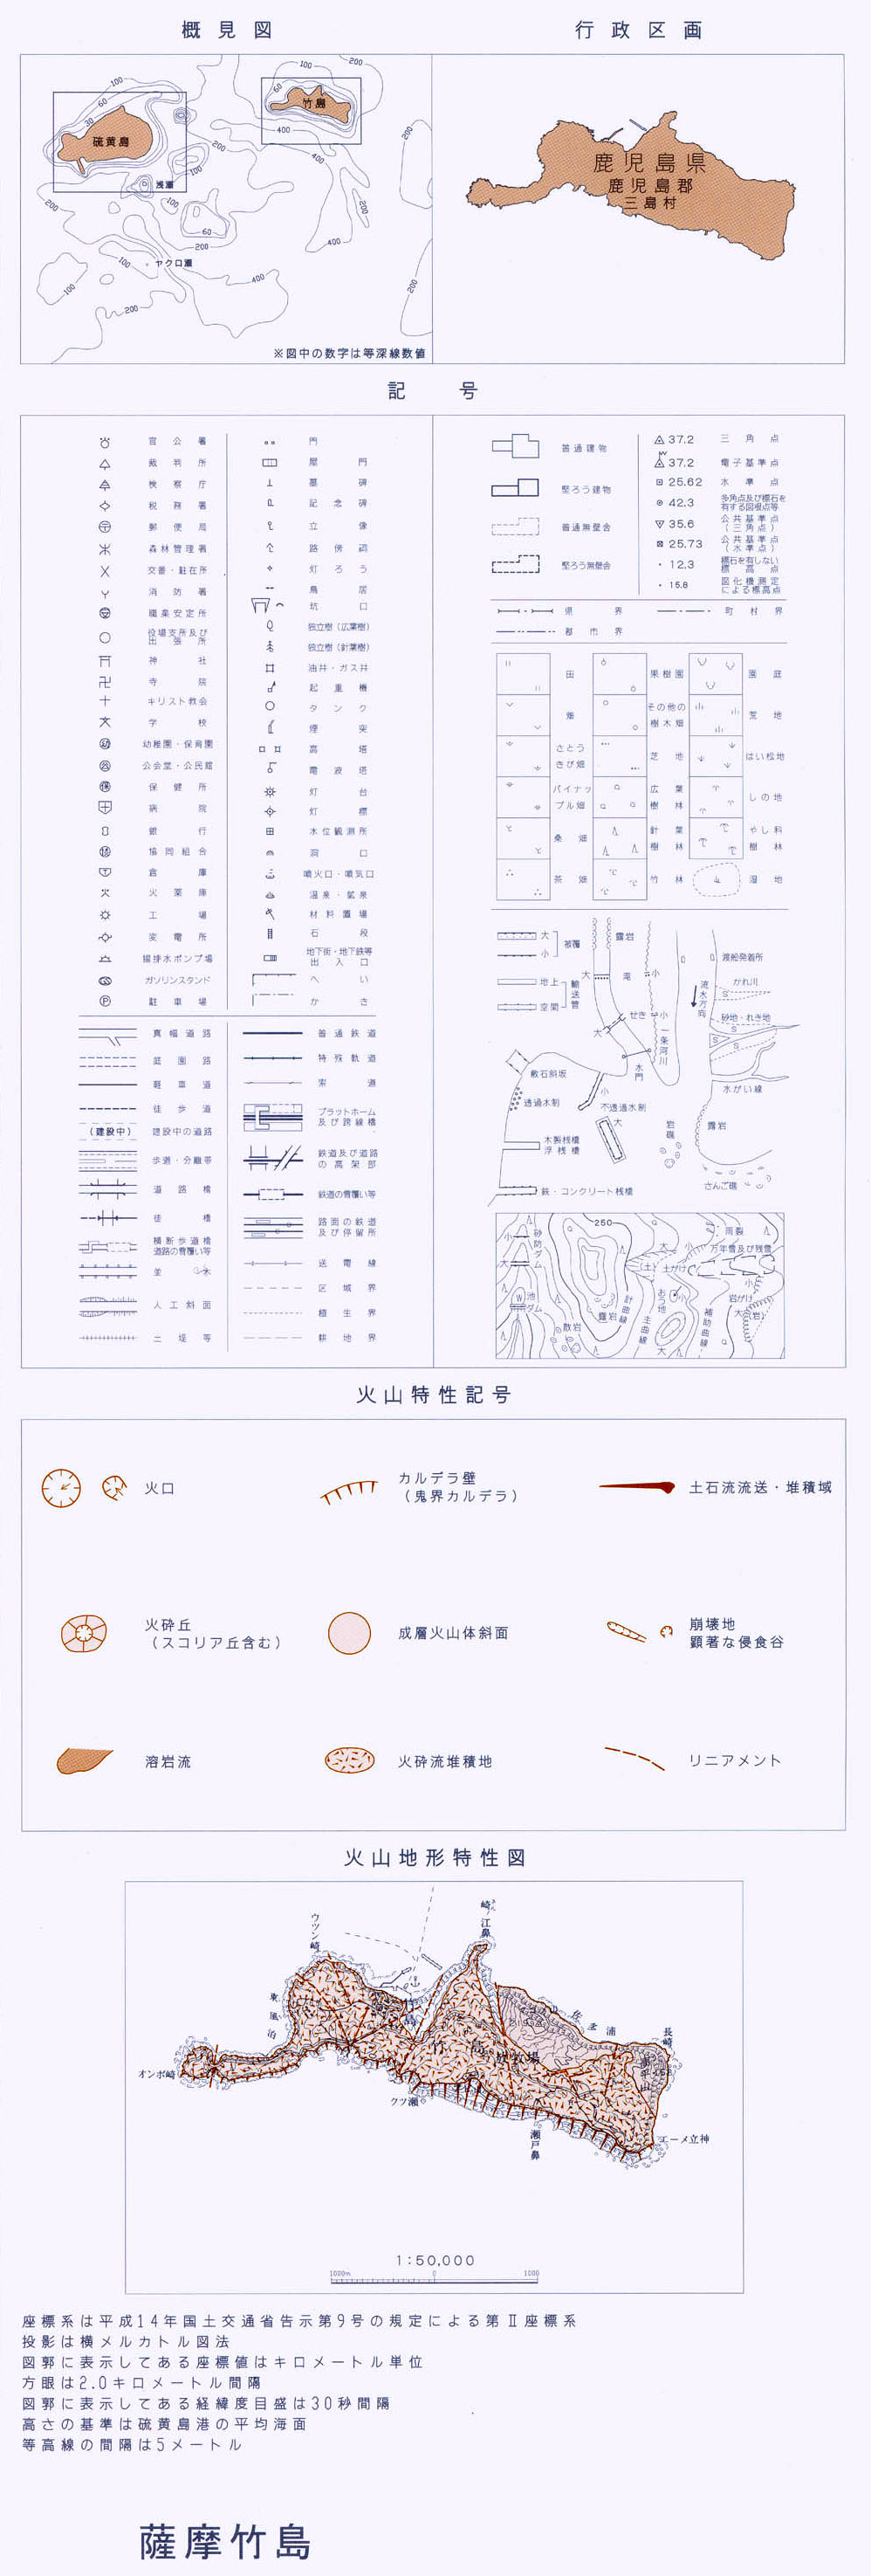 概見図
行政区画
100
200
100
200
60
60
30
竹島
硫黄島
400
400
200
200
100
浅瀬
200
100
200
60
200
400
100
ヤクロ瀬
400
100
200
200
※図中の数字は等深線数値
鹿児島県
鹿児島郡
三島村
記号
官公署
裁判所
検察庁
税務署
郵便局
森林管理署
交番・駐在所
消防署
職業安定所
役場支所及び
出張所
神社
寺院
キリスト教会
学校
幼稚園・保育園
公会堂・公民館
保健所
病院
銀行
協同組合
倉庫
火薬庫
工場
変電所
揚排水ポンプ場
ガソリンスタンド
駐車場
門
屋門
墓碑
記念碑
立像
路傍祠
灯ろう
鳥居
坑口
独立樹（広葉樹）
独立樹（針葉樹）
油井・ガス井
起重機
タンク
煙突
高塔
電波塔
灯台
灯標
水位観測所
洞口
噴火口・噴気口
温泉・鉱泉
材料置場
石段
地下街・地下鉄等
出入口
へい
かき
真幅道路
庭園路
軽車道
徒歩道
（建設中）
建設中の道路
歩道・分離帯
道路橋
徒橋
横断歩道橋
道路の雪覆い等
並木
人工斜面
土堤等
普通鉄道
特殊軌道
索道
プラットホーム
及び跨線橋
鉄道及び道路
の高架部
鉄道の雪覆い等
路面の鉄道
及び停留所
送電線
区域界
植生界
耕地界
普通建物
堅ろう建物
普通無壁舎
堅ろう無壁舎
37.2 三角点
37.2 電子基準点
25.62 水準点
42.3 多角点及び標石を
有する図根点等
35.6 公共基準点
（三角点）
25.73 公共基準点
（水準点）
12.3 標石を有しない
標高点
15.8 図化機測定
による標高点
県界
町村界
郡市界
田
果樹園
園庭
畑
その他の
樹木畑
荒地
さとう
きび畑
芝地
はい松地
パイナッ
プル畑
広葉
樹林
しの地
桑畑
針葉
樹林
やし科
樹林
茶畑
竹林
湿地
大
小
被覆
地上
空間
輸送管
露岩
大
滝
小
せき
小
大
一条河川
水門
流水方向
渡船発着所
かれ川
砂地・れき地
水がい線
敷石斜坂
透過水制
小
不透過水制
大
木製桟橋
浮桟橋
鉄・コンクリート桟橋
岩礁
露岩
さんご礁
250
小
砂防ダム
大
池
ダム
散岩
露岩
計曲線
主曲線
補助曲線
大
小
（土）
土がけ
おう地
小
大
雨裂
万年雪及び残雪
小
岩がけ
大
（岩）
火山特性記号
火口
カルデラ壁
（鬼界カルデラ）
土石流流送・堆積域
火砕丘
（スコリア丘含む）
成層火山体斜面
崩壊地
顕著な侵食谷
溶岩流
火砕流堆積地
リニアメント
火山地形特性図
ウツン崎
崎ノ江鼻
東風泊
佐多浦
長崎
オンボ崎
クツ瀬
瀬戸鼻
エーメ立神
1:50,000
1000m
0
1000
座標系は平成14年国土交通省告示第9号の規定による第Ⅱ座標系
投影は横メルカトル図法
図郭に表示してある座標値はキロメートル単位
方眼は2.0キロメートル間隔
図郭に表示してある経緯度目盛は30秒間隔
高さの基準は硫黄島港の平均海面
等高線の間隔は5メートル
薩摩竹島